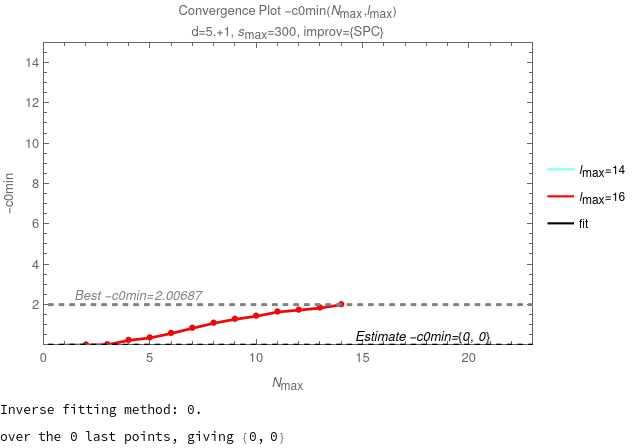 Convergence Plot −c0min(Nmax,lmax)
d=5.+1, smax=300, improv={SPC}
14
12
10
8
6
4
2
−c0min
Best −c0min=2.00687
Estimate −c0min={0, 0}
0 5 10 15 20
Nmax
lmax=14
lmax=16
fit
Inverse fitting method: 0.
over the 0 last points, giving {0, 0}